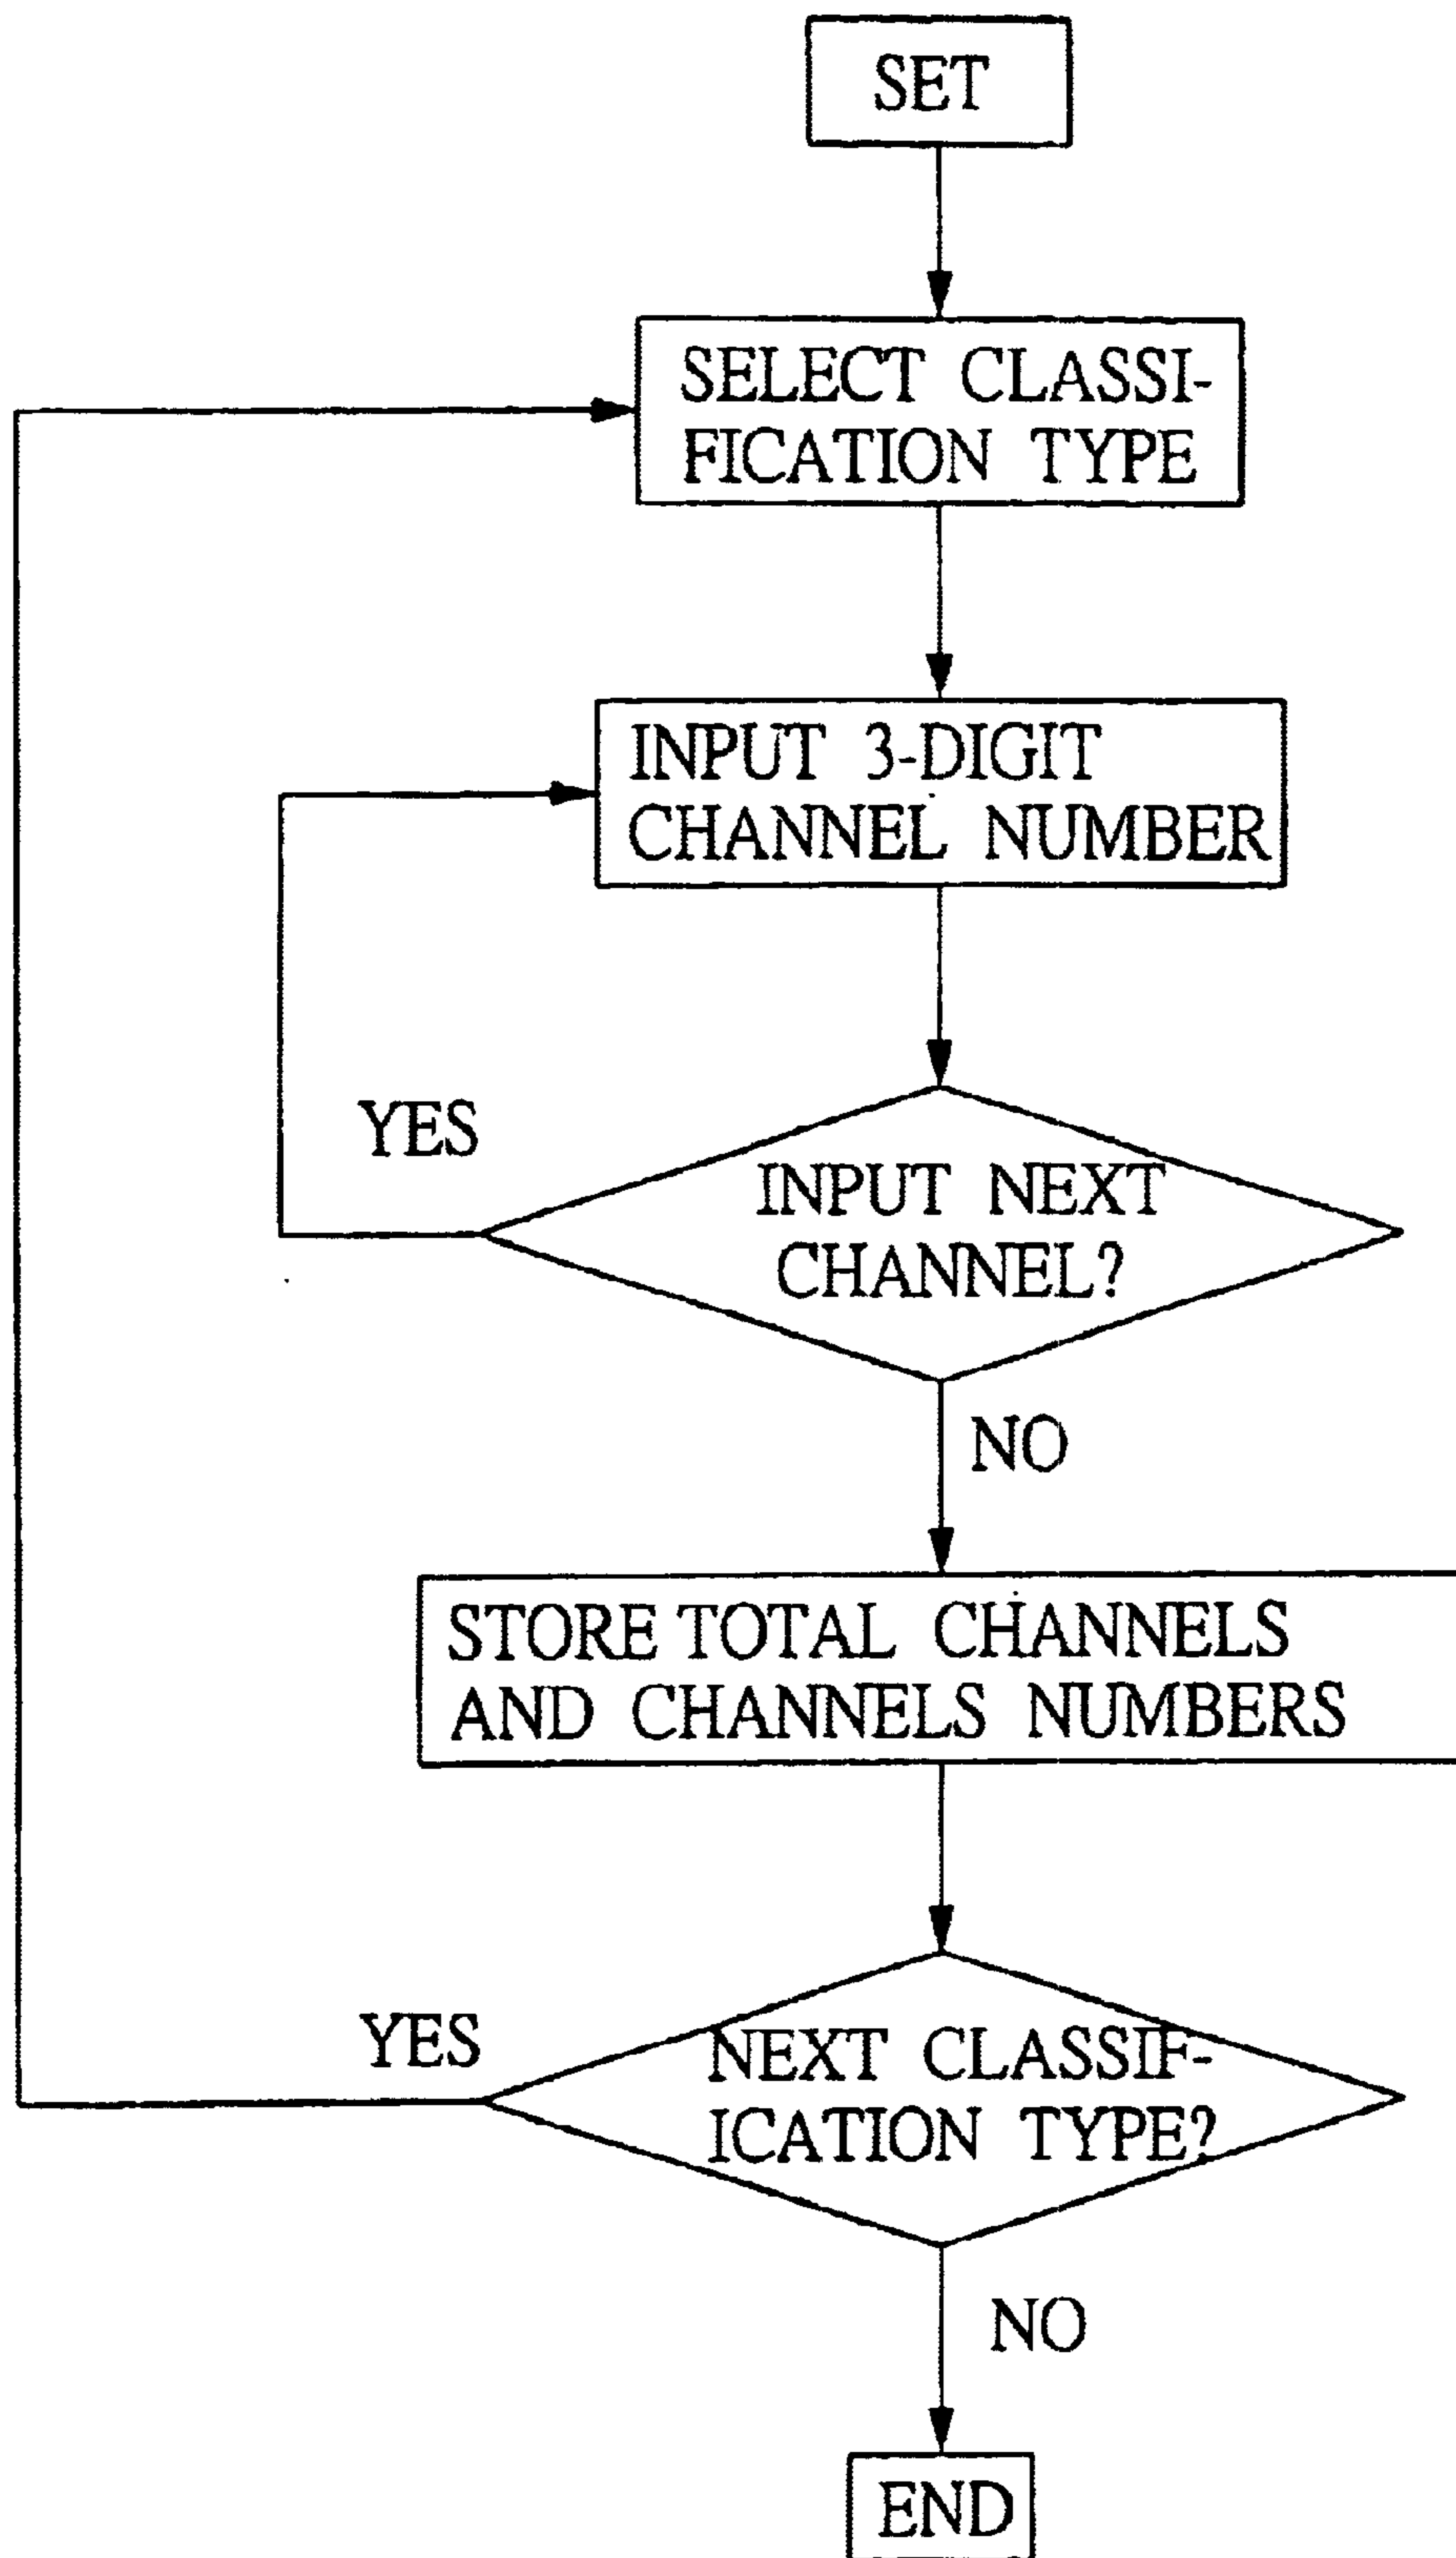 SET
SELECT CLASSI-
FICATION TYPE
INPUT 3-DIGIT
CHANNEL NUMBER
YES
INPUT NEXT
CHANNEL?
NO
STORE TOTAL CHANNELS
AND CHANNELS NUMBERS
YES
NEXT CLASSIF-
ICATION TYPE?
NO
END